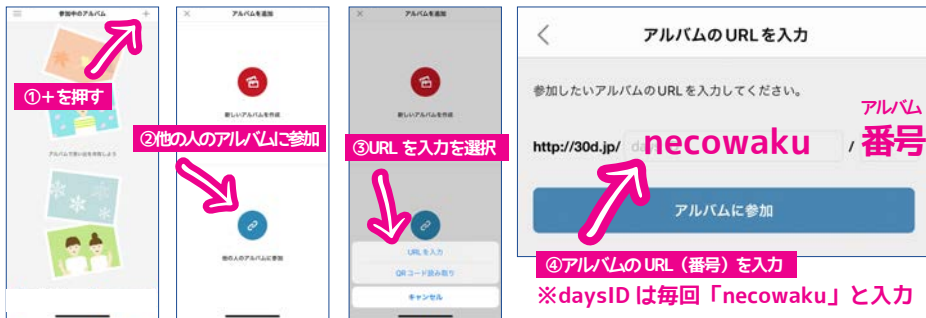 参加中のアルバム
+
①+を押す
アルバムで思い出を共有しよう
×
アルバムを追加
新しいアルバムを作成
②他の人のアルバムに参加
他の人のアルバムに参加
×
アルバムを追加
新しいアルバムを作成
③URL を入力を選択
URLを入力
QRコード読み取り
キャンセル
アルバムのURLを入力
参加したいアルバムのURLを入力してください。
アルバム
http://30d.jp/ necowaku / 番号
アルバムに参加
④アルバムの URL（番号）を入力
※daysID は毎回「necowaku」と入力